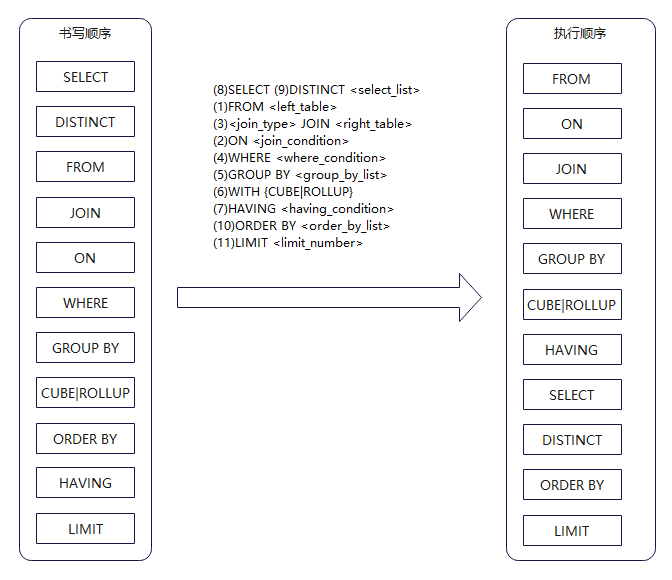 书写顺序
SELECT
DISTINCT
FROM
JOIN
ON
WHERE
GROUP BY
CUBE|ROLLUP
ORDER BY
HAVING
LIMIT
(8)SELECT (9)DISTINCT <select_list>
(1)FROM <left_table>
(3)<join_type> JOIN <right_table>
(2)ON <join_condition>
(4)WHERE <where_condition>
(5)GROUP BY <group_by_list>
(6)WITH {CUBE|ROLLUP}
(7)HAVING <having_condition>
(10)ORDER BY <order_by_list>
(11)LIMIT <limit_number>
执行顺序
FROM
ON
JOIN
WHERE
GROUP BY
CUBE|ROLLUP
HAVING
SELECT
DISTINCT
ORDER BY
LIMIT